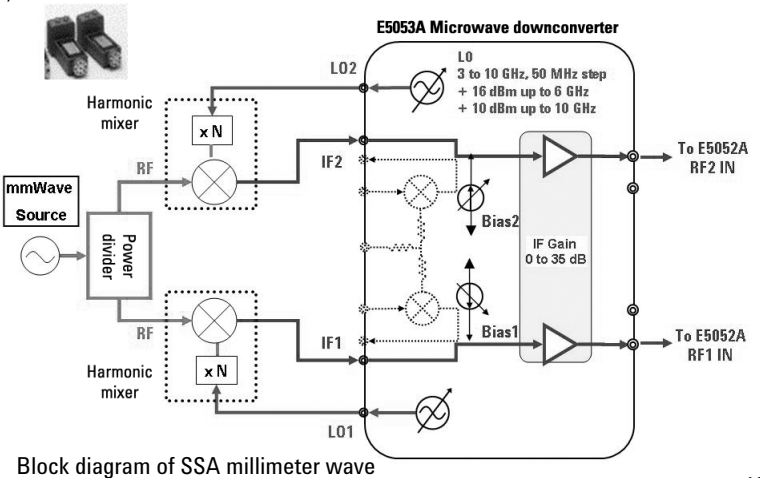 E5053A Microwave downconverter
LO2
LO
3 to 10 GHz, 50 MHz step
+ 16 dBm up to 6 GHz
+ 10 dBm up to 10 GHz
Harmonic
mixer
x N
RF
IF2
To E5052A
RF2 IN
mmWave
Source
Power
divider
Bias2
IF Gain
0 to 35 dB
RF
IF1
Bias1
To E5052A
RF1 IN
Harmonic
mixer
x N
LO1
Block diagram of SSA millimeter wave